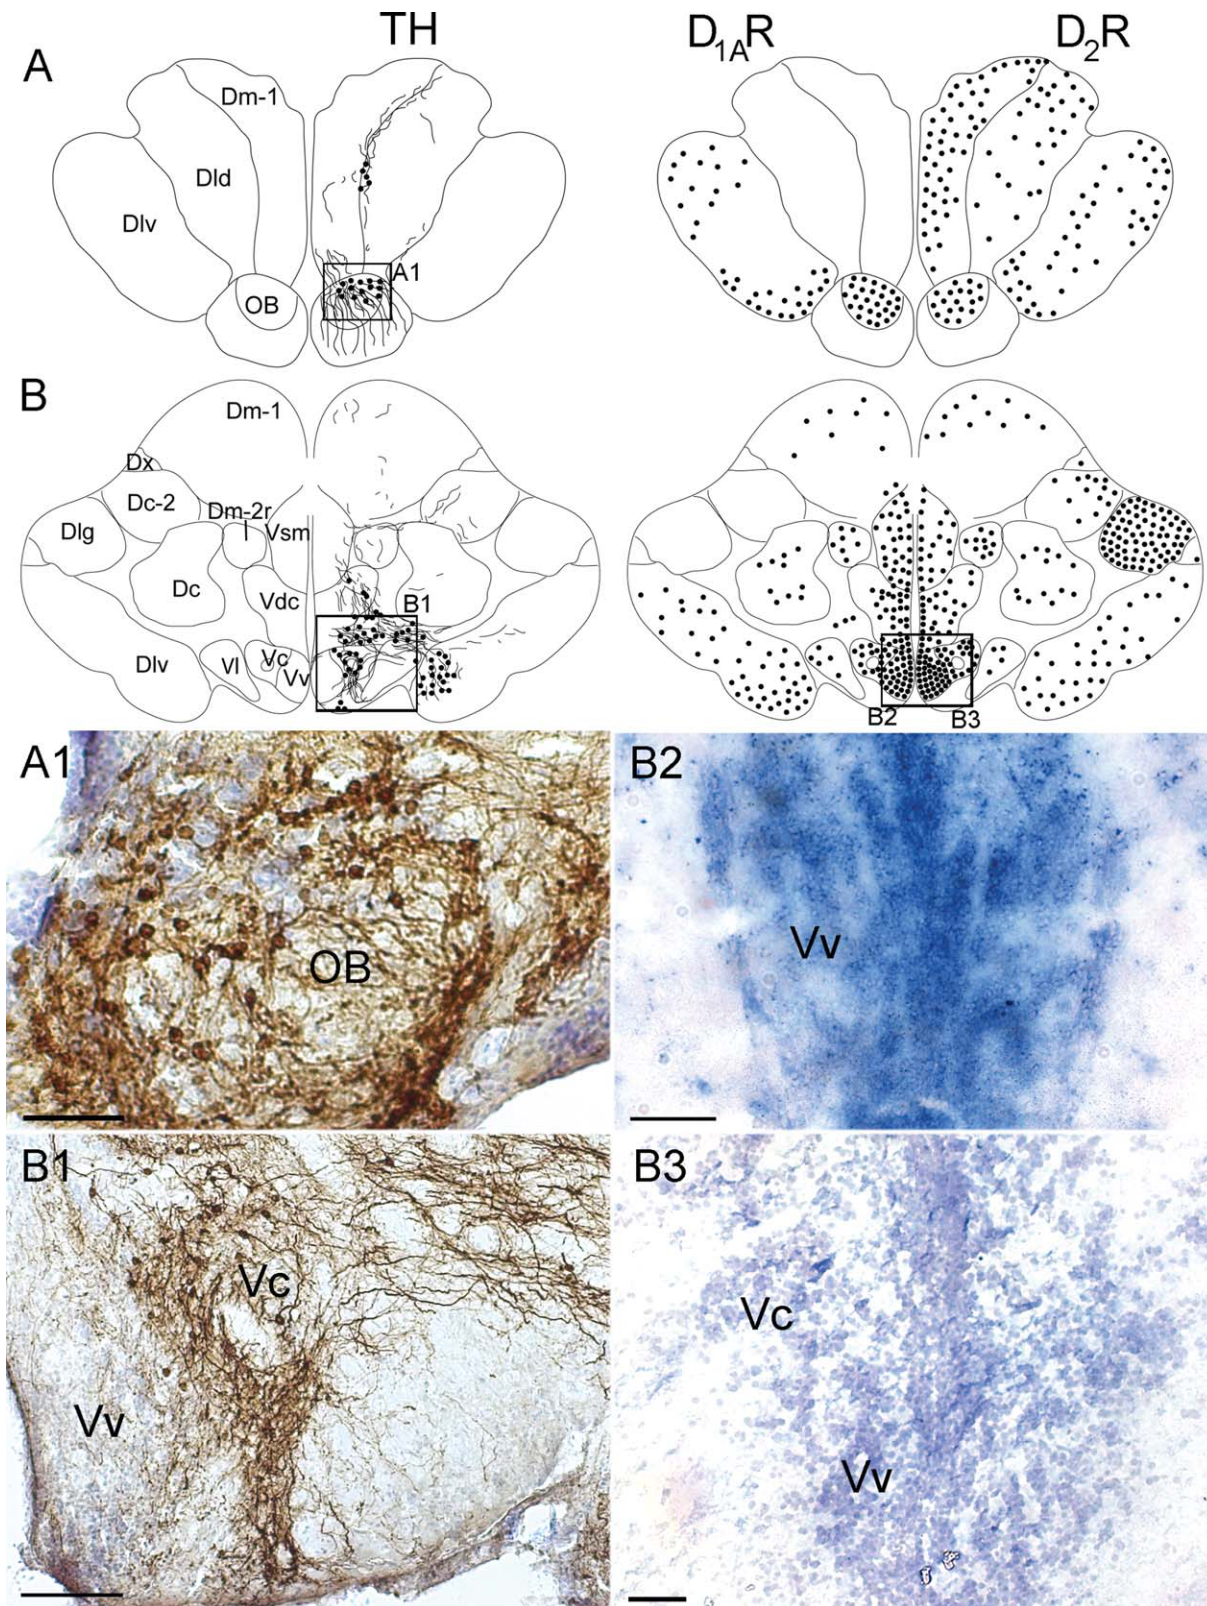 TH D1AR D2R
A
Dm-1
Dld
Dlv
A1
OB
B
Dm-1
Dx
Dc-2
Dm-2r
Dlg
Vsm
Dc
Vdc
B1
Dlv
Vl
Vc
Vv
B2 B3
A1
OB
B2
Vv
B1
Vc
Vv
B3
Vc
Vv